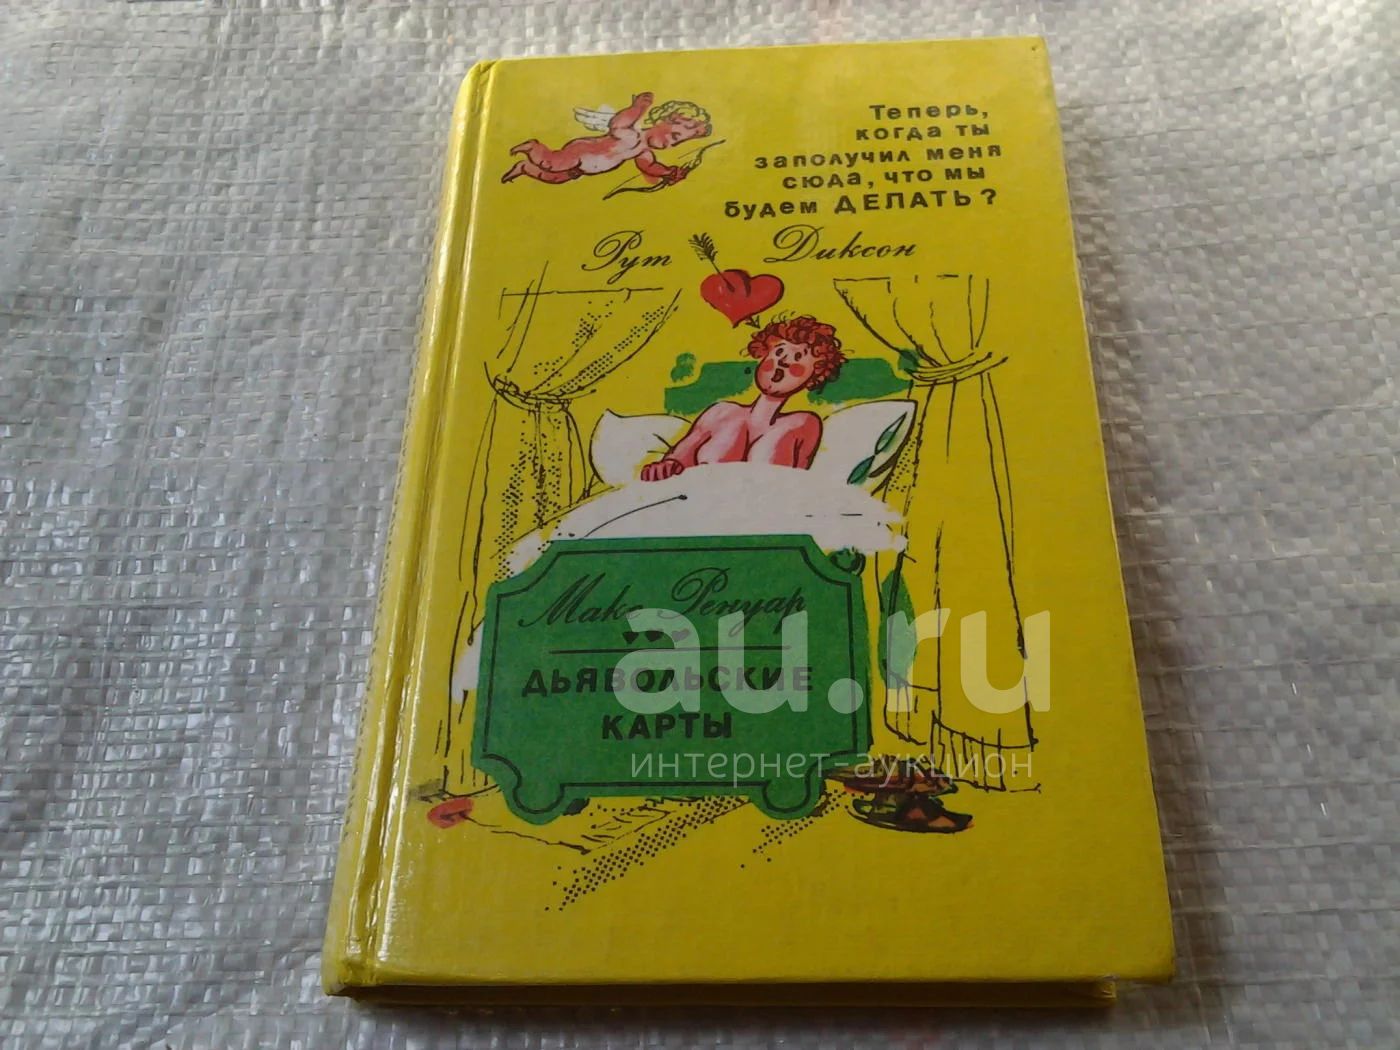 Теперь,
когда ты
заполучил меня
сюда, что мы
будем ДЕЛАТЬ?
Рут Диксон
Макс Ренуар
ДЬЯВОЛЬСКИЕ
КАРТЫ
au.ru
интернет-аукцион